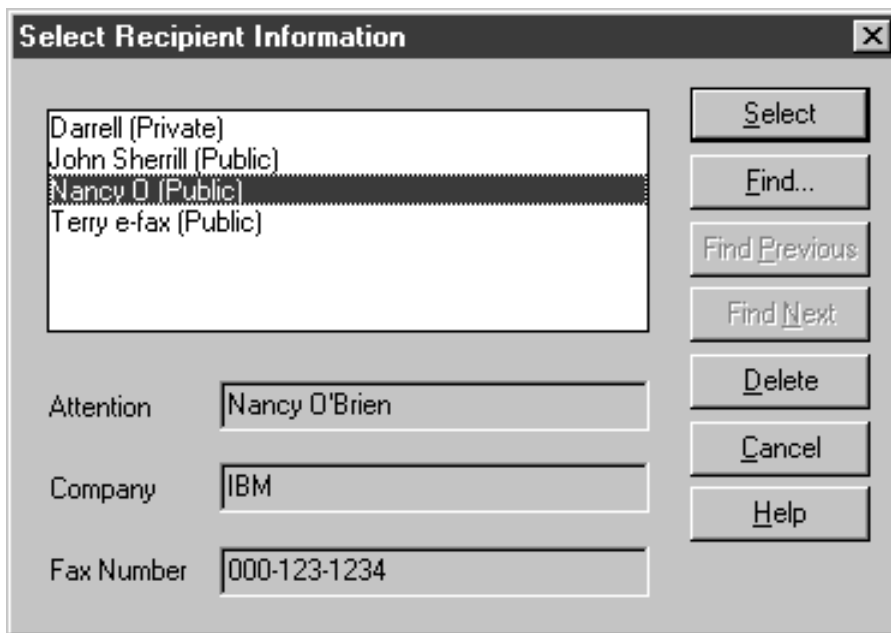 Select Recipient Information
Darrell (Private)
John Sherrill (Public)
Nancy O (Public)
Terry e-fax (Public)
Select
Find...
Find Previous
Find Next
Delete
Cancel
Help
Attention
Nancy O'Brien
Company
IBM
Fax Number
000-123-1234